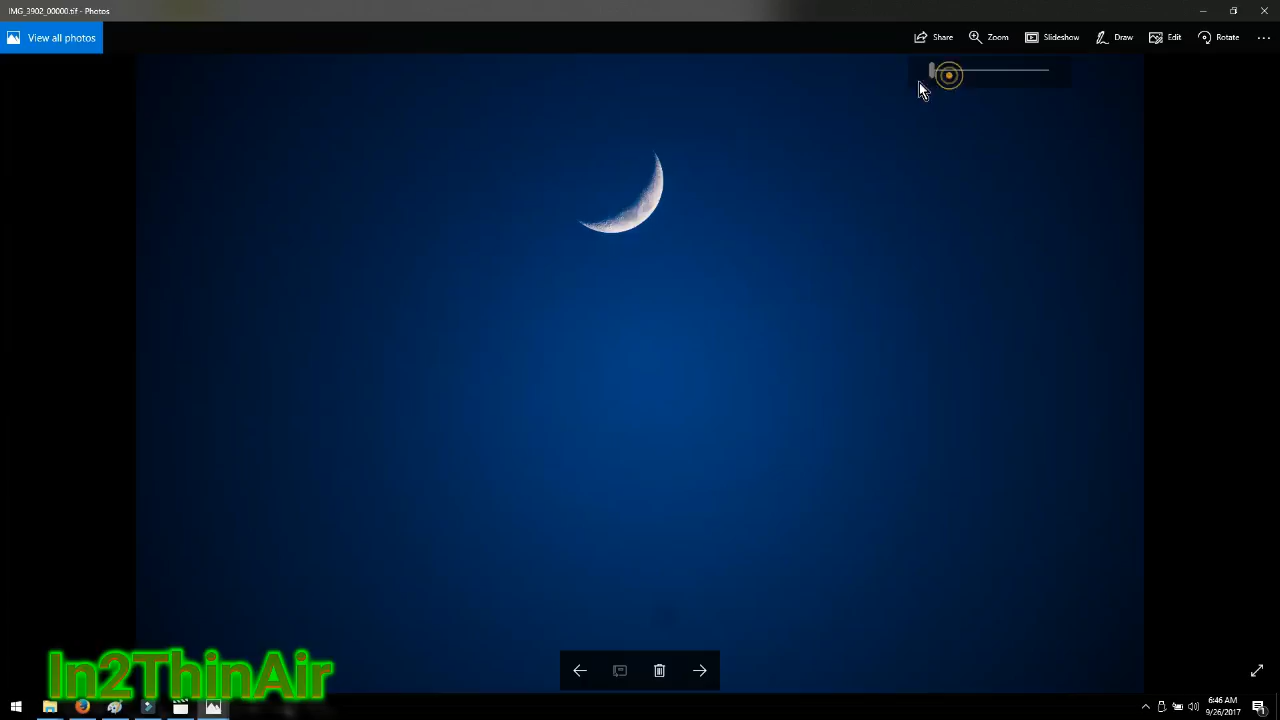 IMG_3902_00000.tif - Photos
View all photos
Share
Zoom
Slideshow
Draw
Edit
Rotate
In2ThinAir
6:46 AM
9/26/2017